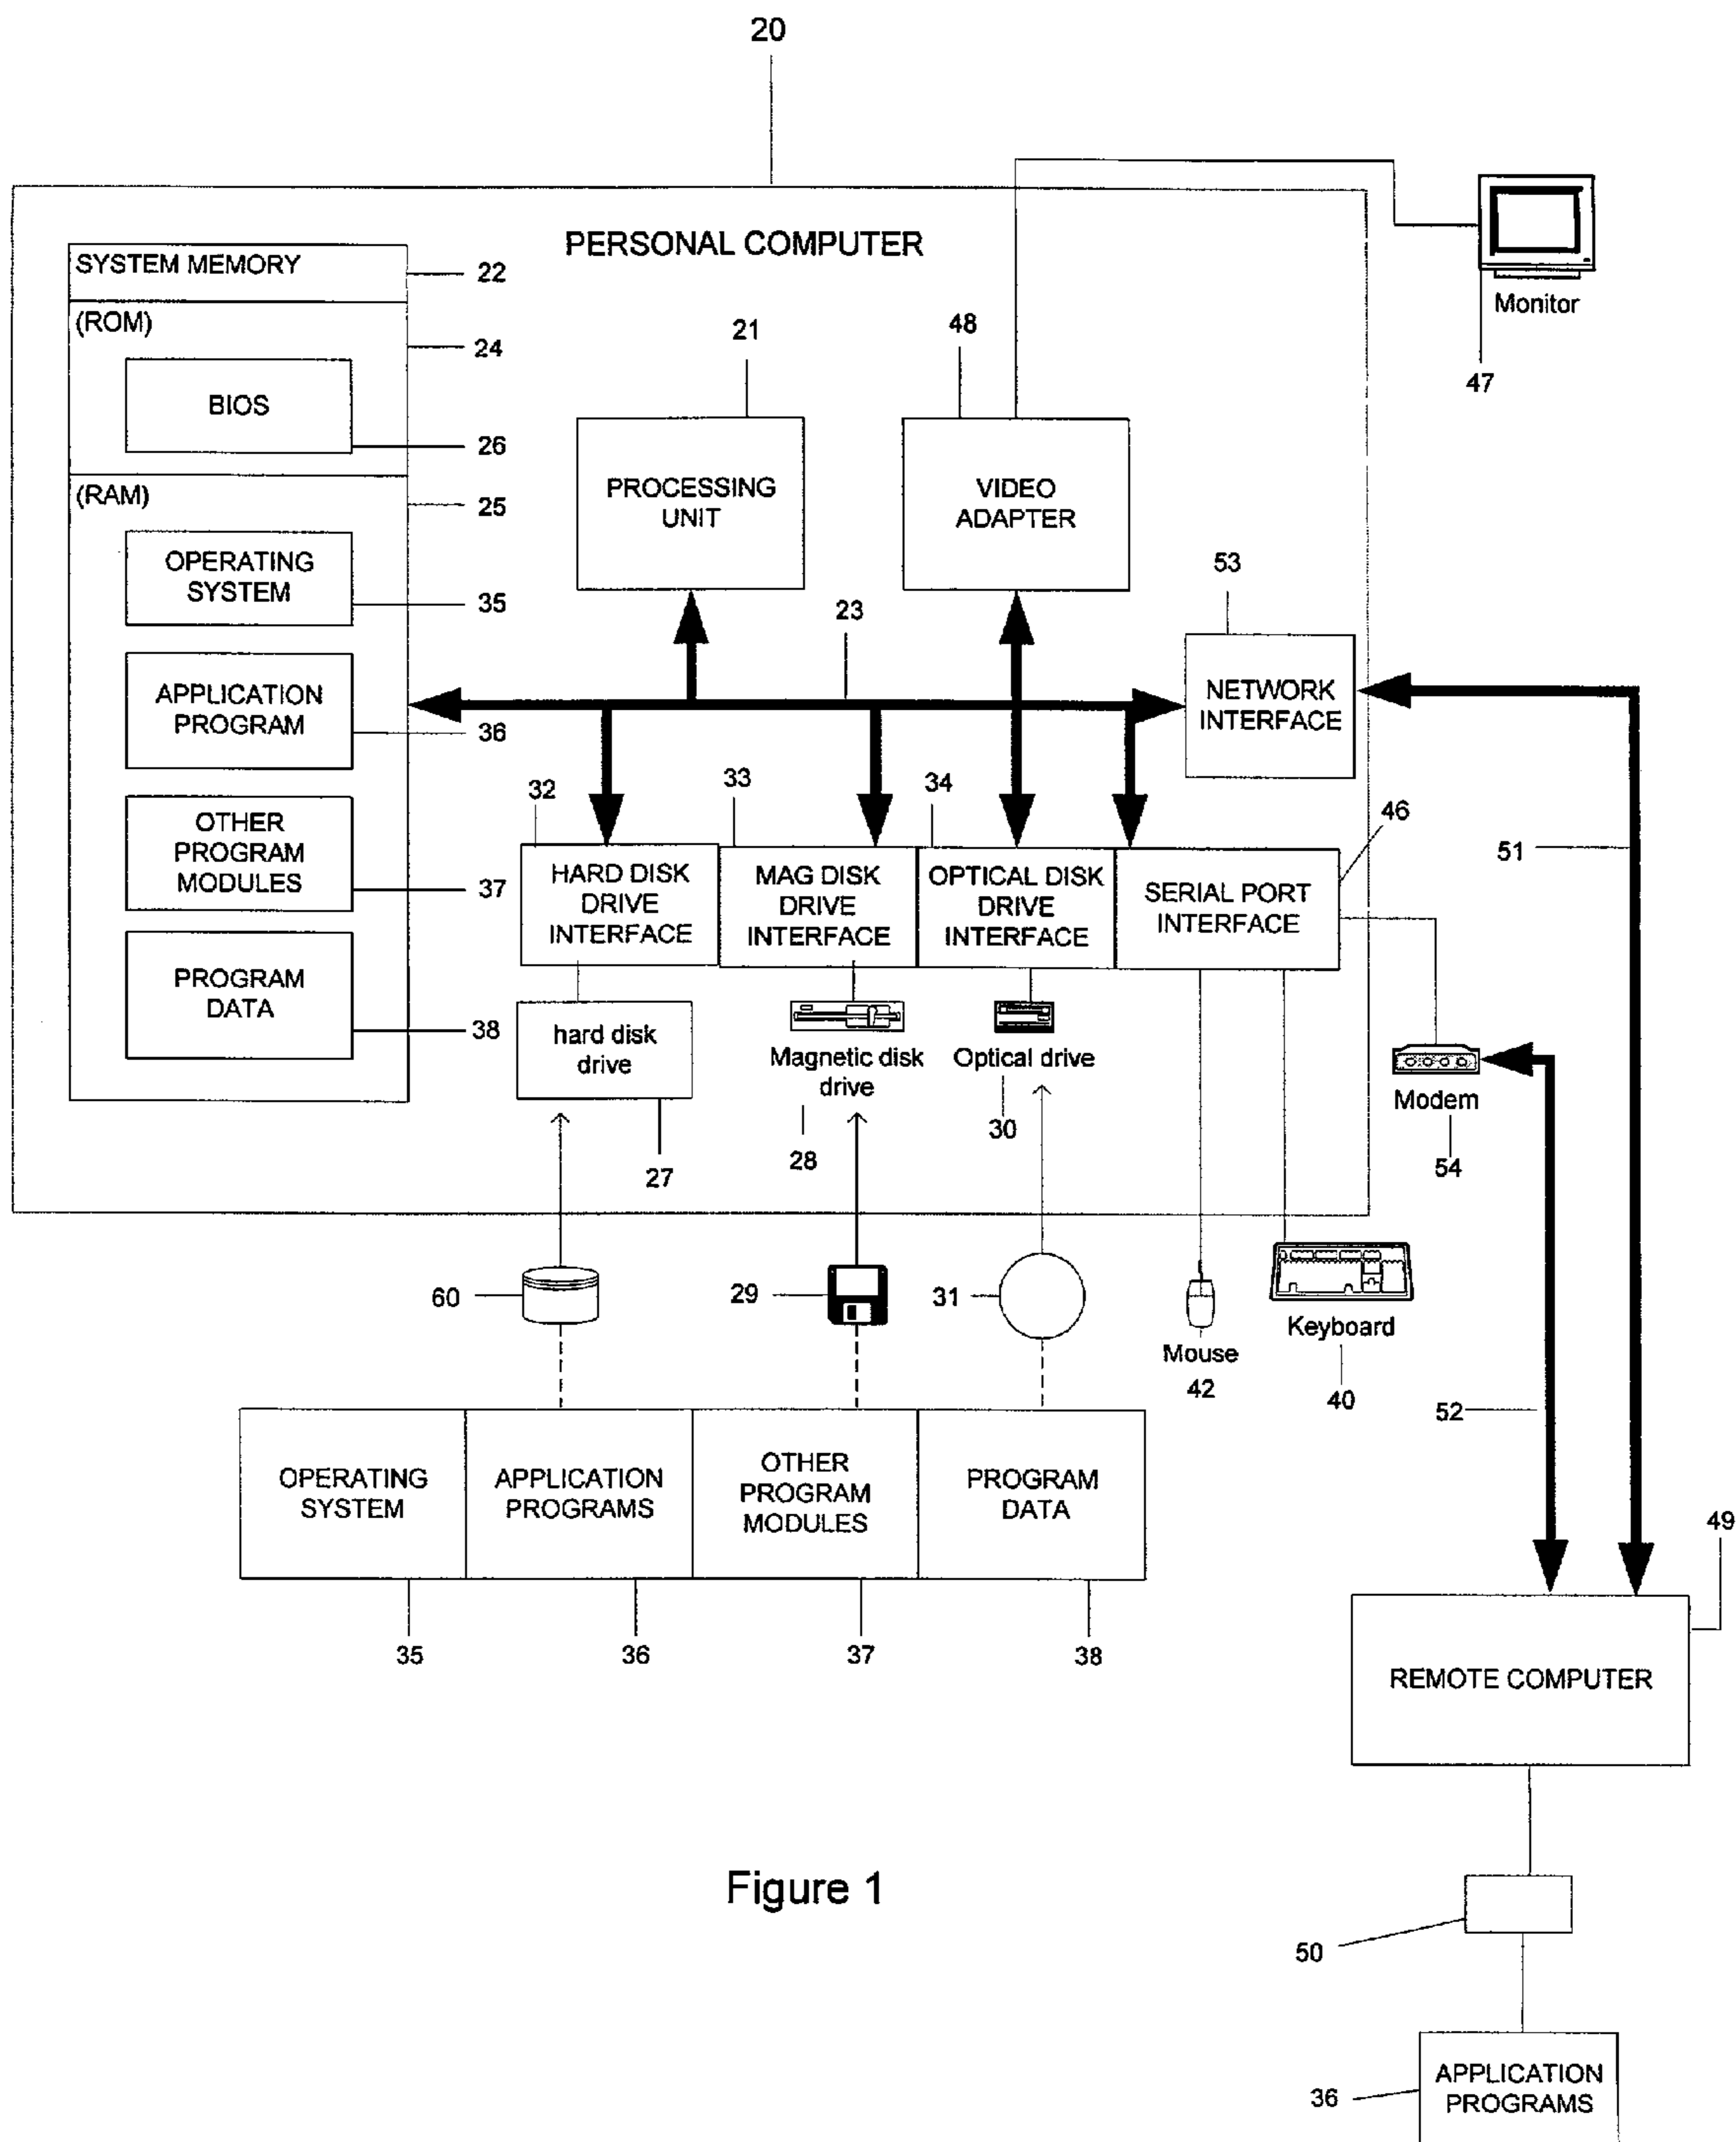 20
PERSONAL COMPUTER
SYSTEM MEMORY
22
(ROM)
24
BIOS
26
(RAM)
25
OPERATING
SYSTEM
35
APPLICATION
PROGRAM
36
OTHER
PROGRAM
MODULES
37
PROGRAM
DATA
38
21
PROCESSING
UNIT
48
VIDEO
ADAPTER
Monitor
47
23
53
NETWORK
INTERFACE
32
HARD DISK
DRIVE
INTERFACE
33
MAG DISK
DRIVE
INTERFACE
34
OPTICAL DISK
DRIVE
INTERFACE
46
SERIAL PORT
INTERFACE
51
hard disk
drive
27
Magnetic disk
drive
28
Optical drive
30
Modem
54
60
29
31
Mouse
42
Keyboard
40
52
OPERATING
SYSTEM
APPLICATION
PROGRAMS
OTHER
PROGRAM
MODULES
PROGRAM
DATA
35
36
37
38
49
REMOTE COMPUTER
Figure 1
50
36
APPLICATION
PROGRAMS